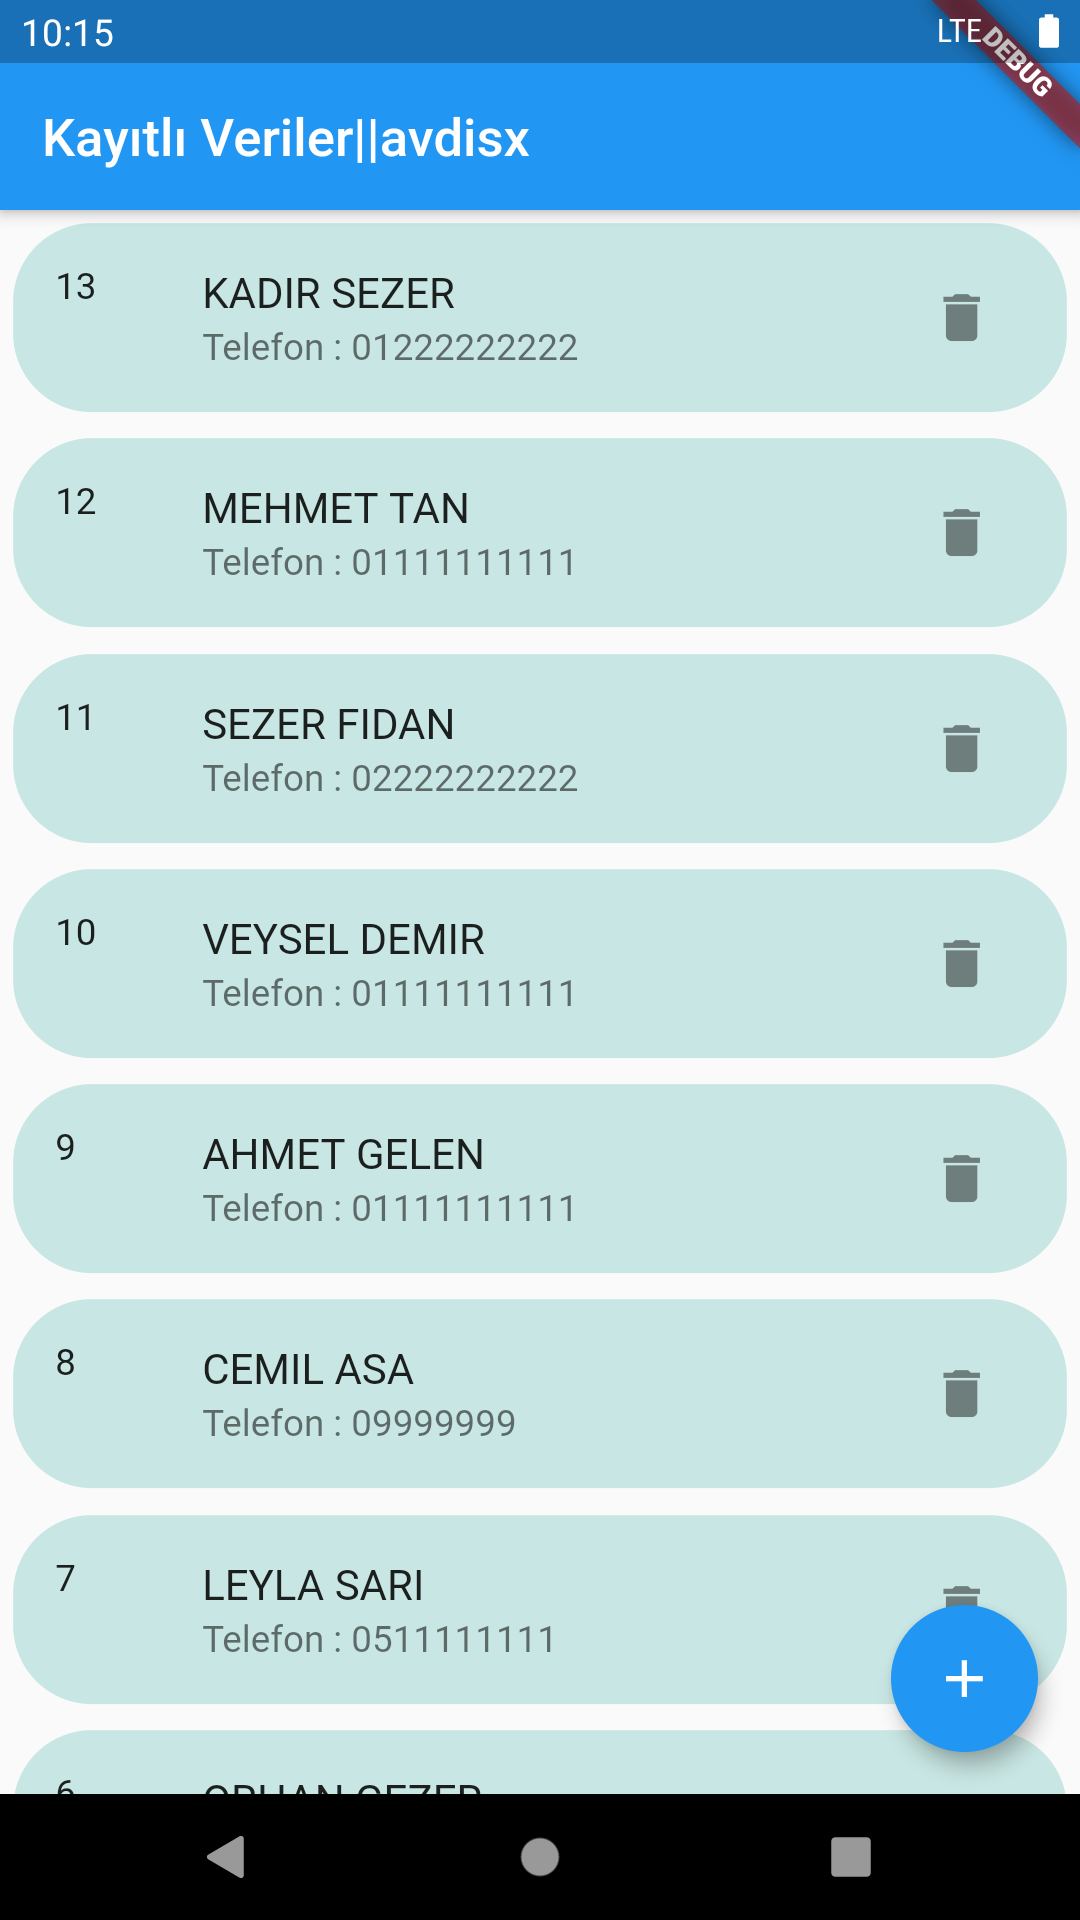 10:15
LTE
DEBUG
Kayıtlı Veriler||avdisx
13
KADIR SEZER
Telefon : 01222222222
12
MEHMET TAN
Telefon : 01111111111
11
SEZER FIDAN
Telefon : 02222222222
10
VEYSEL DEMIR
Telefon : 01111111111
9
AHMET GELEN
Telefon : 01111111111
8
CEMIL ASA
Telefon : 09999999
7
LEYLA SARI
Telefon : 0511111111
6